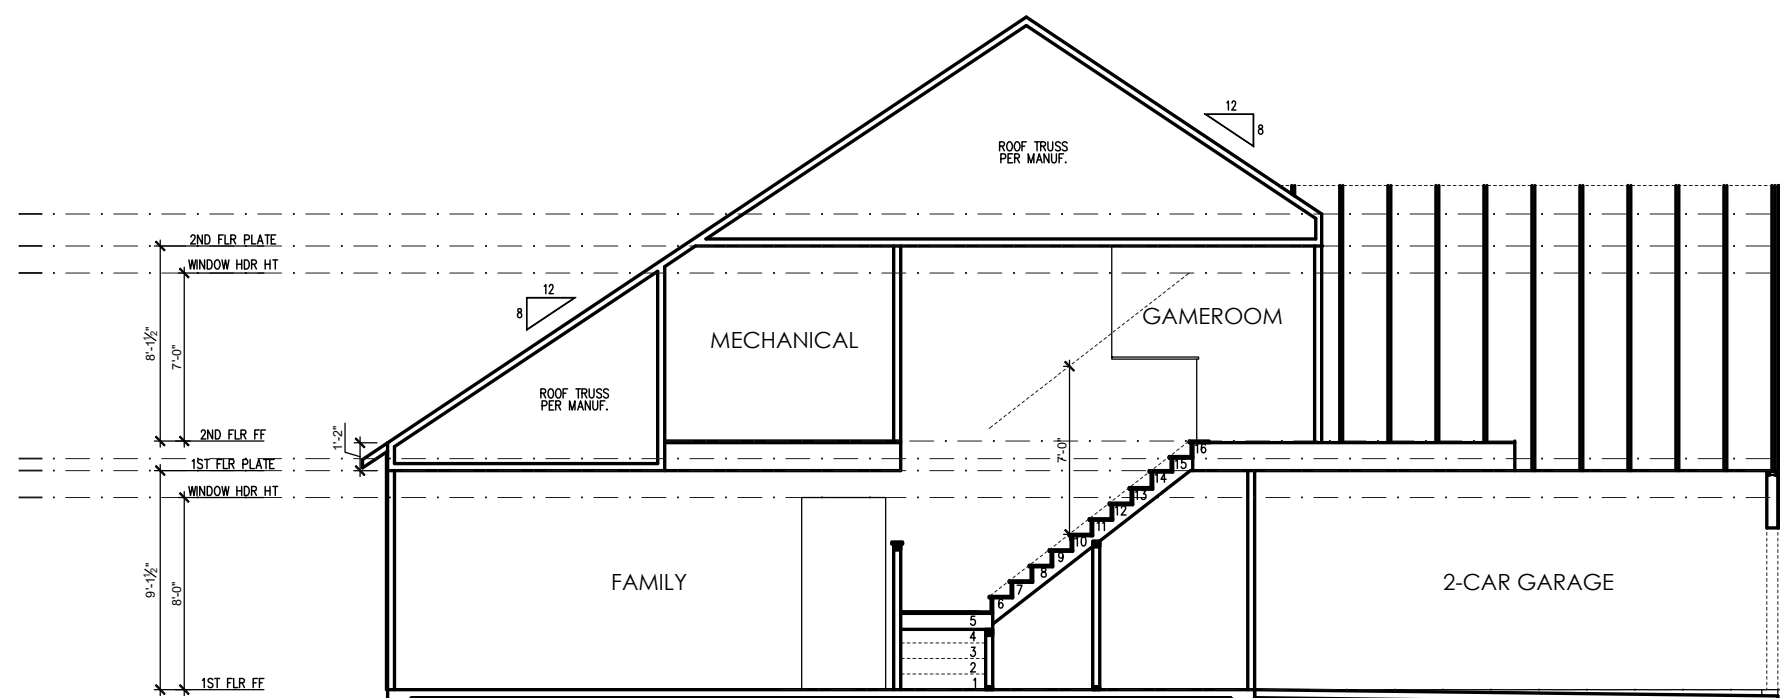 12
8
ROOF TRUSS
PER MANUF.
2ND FLR PLATE
WINDOW HDR HT
12
8
GAMEROOM
MECHANICAL
8'-1½"
7'-0"
ROOF TRUSS
PER MANUF.
2ND FLR FF
1'-2"
7'-0"
16
15
1ST FLR PLATE
14
WINDOW HDR HT
13
12
11
10
9
8
7
6
5
4
3
2
1
9'-1½"
8'-0"
FAMILY
2-CAR GARAGE
1ST FLR FF